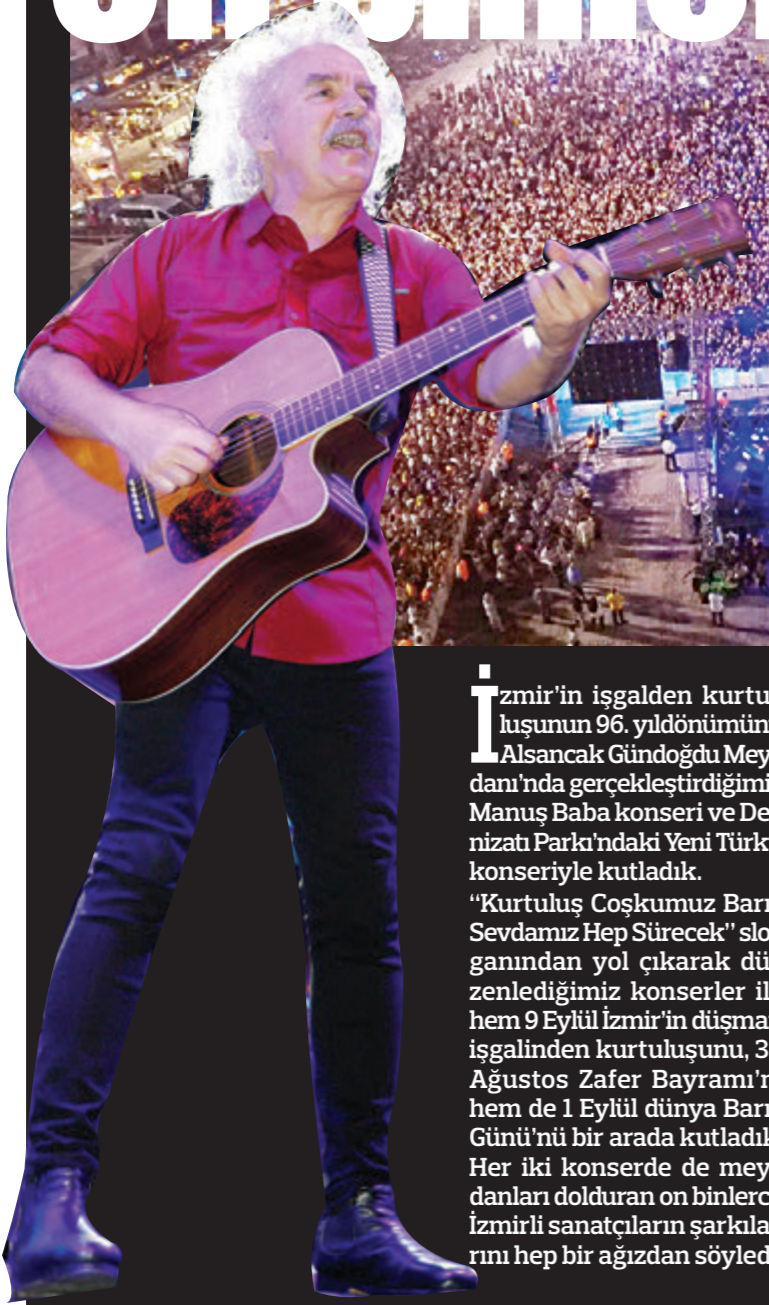 İzmir’in işgalden kurtu
luşunun 96. yıldönümün
Alsancak Gündoğdu Mey
danı’nda gerçekleştirdiğimi
Manuş Baba konseri ve De
nizatı Parkı’ndaki Yeni Türk
konseriyle kutladık.
“Kurtuluş Coşkumuz Barı
Sevdamız Hep Sürecek” slo
ganından yol çıkarak dü
zenlediğimiz konserler il
hem 9 Eylül İzmir’in düşma
işgalinden kurtuluşunu, 3
Ağustos Zafer Bayramı’n
hem de 1 Eylül dünya Barı
Günü’nü bir arada kutladık
Her iki konserde de mey
danları dolduran on binlerc
İzmirli sanatçıların şarkıla
rını hep bir ağızdan söyled